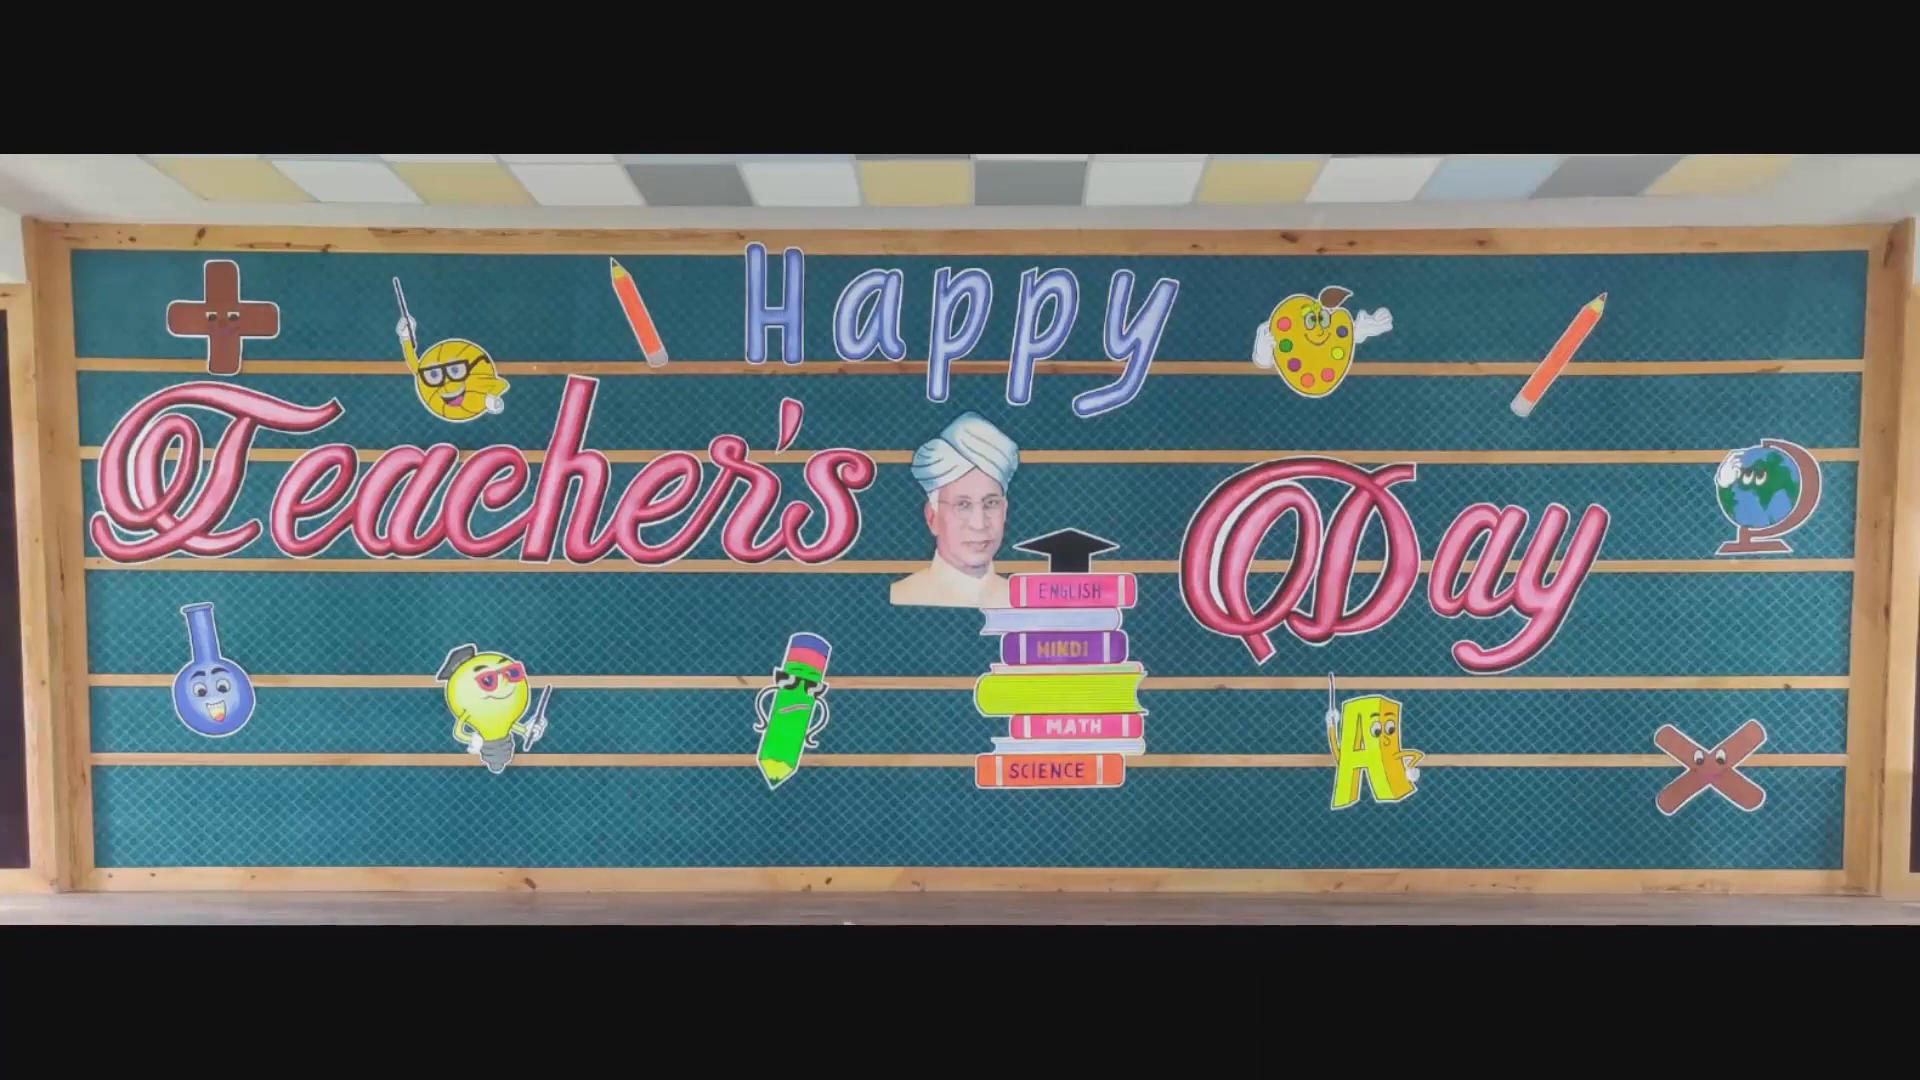 Happy
Teacher's Day
ENGLISH
HINDI
MATH
SCIENCE
A